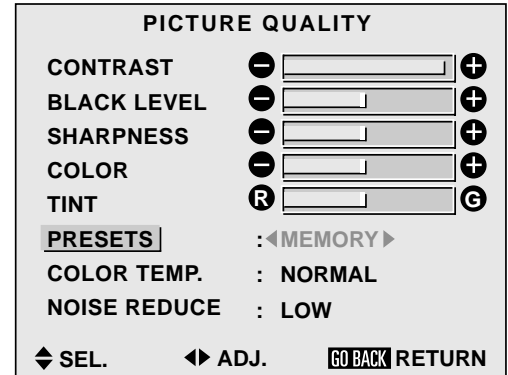 PICTURE QUALITY
CONTRAST
BLACK LEVEL
SHARPNESS
COLOR
TINT R G
PRESETS :◀MEMORY▶
COLOR TEMP. : NORMAL
NOISE REDUCE : LOW
SEL. ADJ. GO BACK RETURN